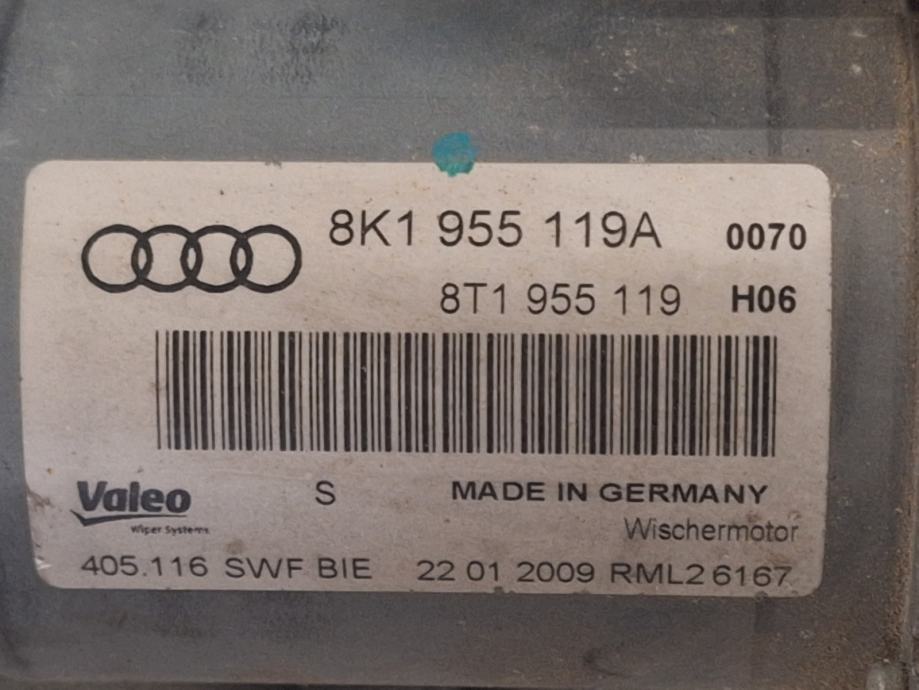 8K1 955 119A 0070
8T1 955 119 H06
Valeo S MADE IN GERMANY
Wiper Systems Wischermotor
405.116 SWF BIE 22 01 2009 RML2 6167